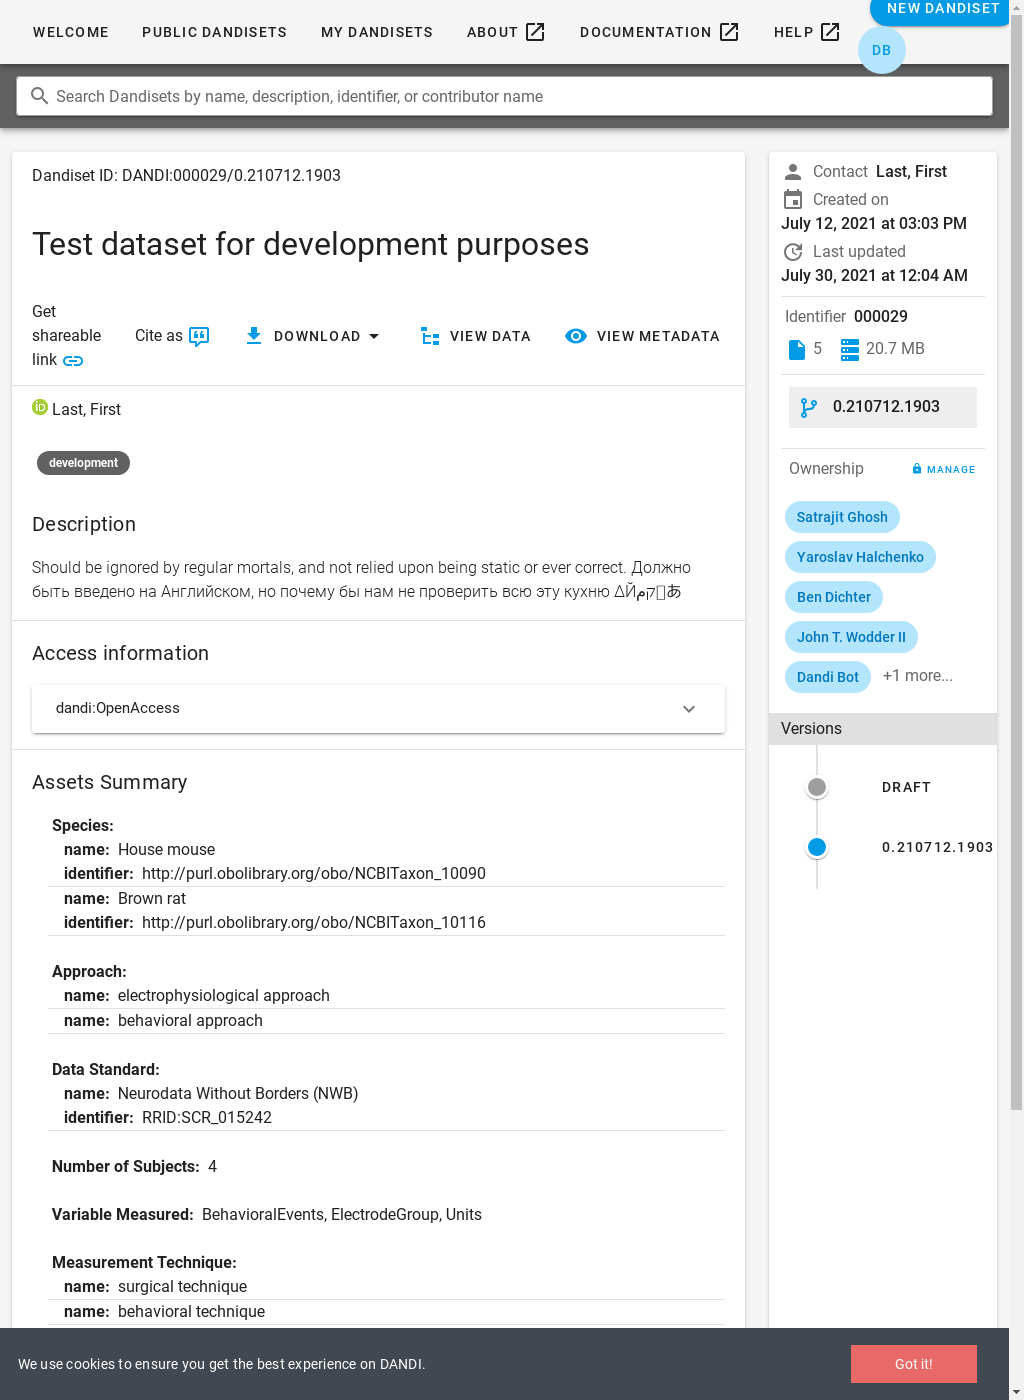 WELCOME PUBLIC DANDISETS MY DANDISETS ABOUT DOCUMENTATION HELP NEW DANDISET
DB
Search Dandisets by name, description, identifier, or contributor name
Dandiset ID: DANDI:000029/0.210712.1903
Test dataset for development purposes
Get
shareable
link
Cite as
DOWNLOAD
VIEW DATA
VIEW METADATA
iD Last, First
development
Description
Should be ignored by regular mortals, and not relied upon being static or ever correct. Должно
быть введено на Английском, но почему бы нам не проверить всю эту кухню ΔЙקم๗あ
Access information
dandi:OpenAccess
Assets Summary
Species:
name: House mouse
identifier: http://purl.obolibrary.org/obo/NCBITaxon_10090
name: Brown rat
identifier: http://purl.obolibrary.org/obo/NCBITaxon_10116
Approach:
name: electrophysiological approach
name: behavioral approach
Data Standard:
name: Neurodata Without Borders (NWB)
identifier: RRID:SCR_015242
Number of Subjects: 4
Variable Measured: BehavioralEvents, ElectrodeGroup, Units
Measurement Technique:
name: surgical technique
name: behavioral technique
Contact Last, First
Created on
July 12, 2021 at 03:03 PM
Last updated
July 30, 2021 at 12:04 AM
Identifier 000029
5 20.7 MB
0.210712.1903
Ownership MANAGE
Satrajit Ghosh
Yaroslav Halchenko
Ben Dichter
John T. Wodder II
Dandi Bot +1 more...
Versions
DRAFT
0.210712.1903
We use cookies to ensure you get the best experience on DANDI. Got it!